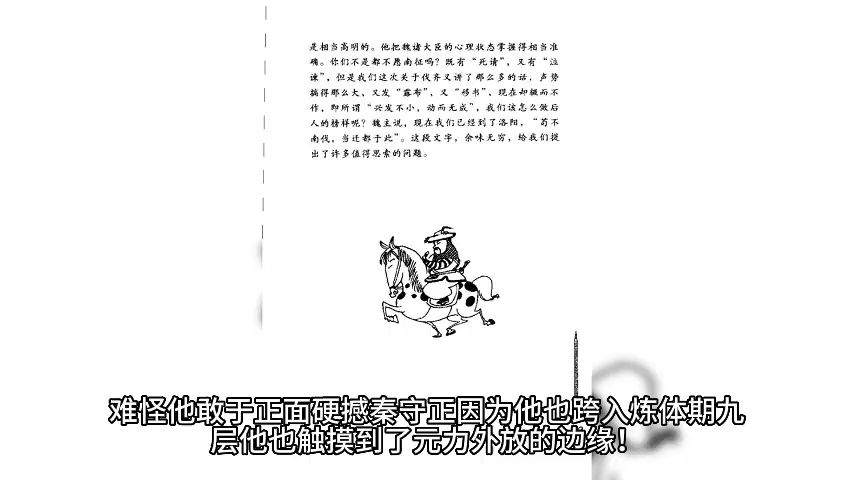 是相当高明的。他把魏诸大臣的心理状态掌握得相当准
确。你们不是都不愿南征吗？既有“死请”，又有“泣
谏”，但是我们这次关于伐齐又讲了那么多的话，声势
搞得那么大，又发“露布”，又“移书”，现在却辍而不
作，即所谓“兴发不小，动而无成”，我们该怎么做后
人的榜样呢？魏主说，现在我们已经到了洛阳，“苟不
南伐，当迁都于此”。这段文字，余味无穷，给我们提
出了许多值得思索的问题。
难怪他敢于正面硬撼秦守正因为他也跨入炼体期九
层他也触摸到了元力外放的边缘！